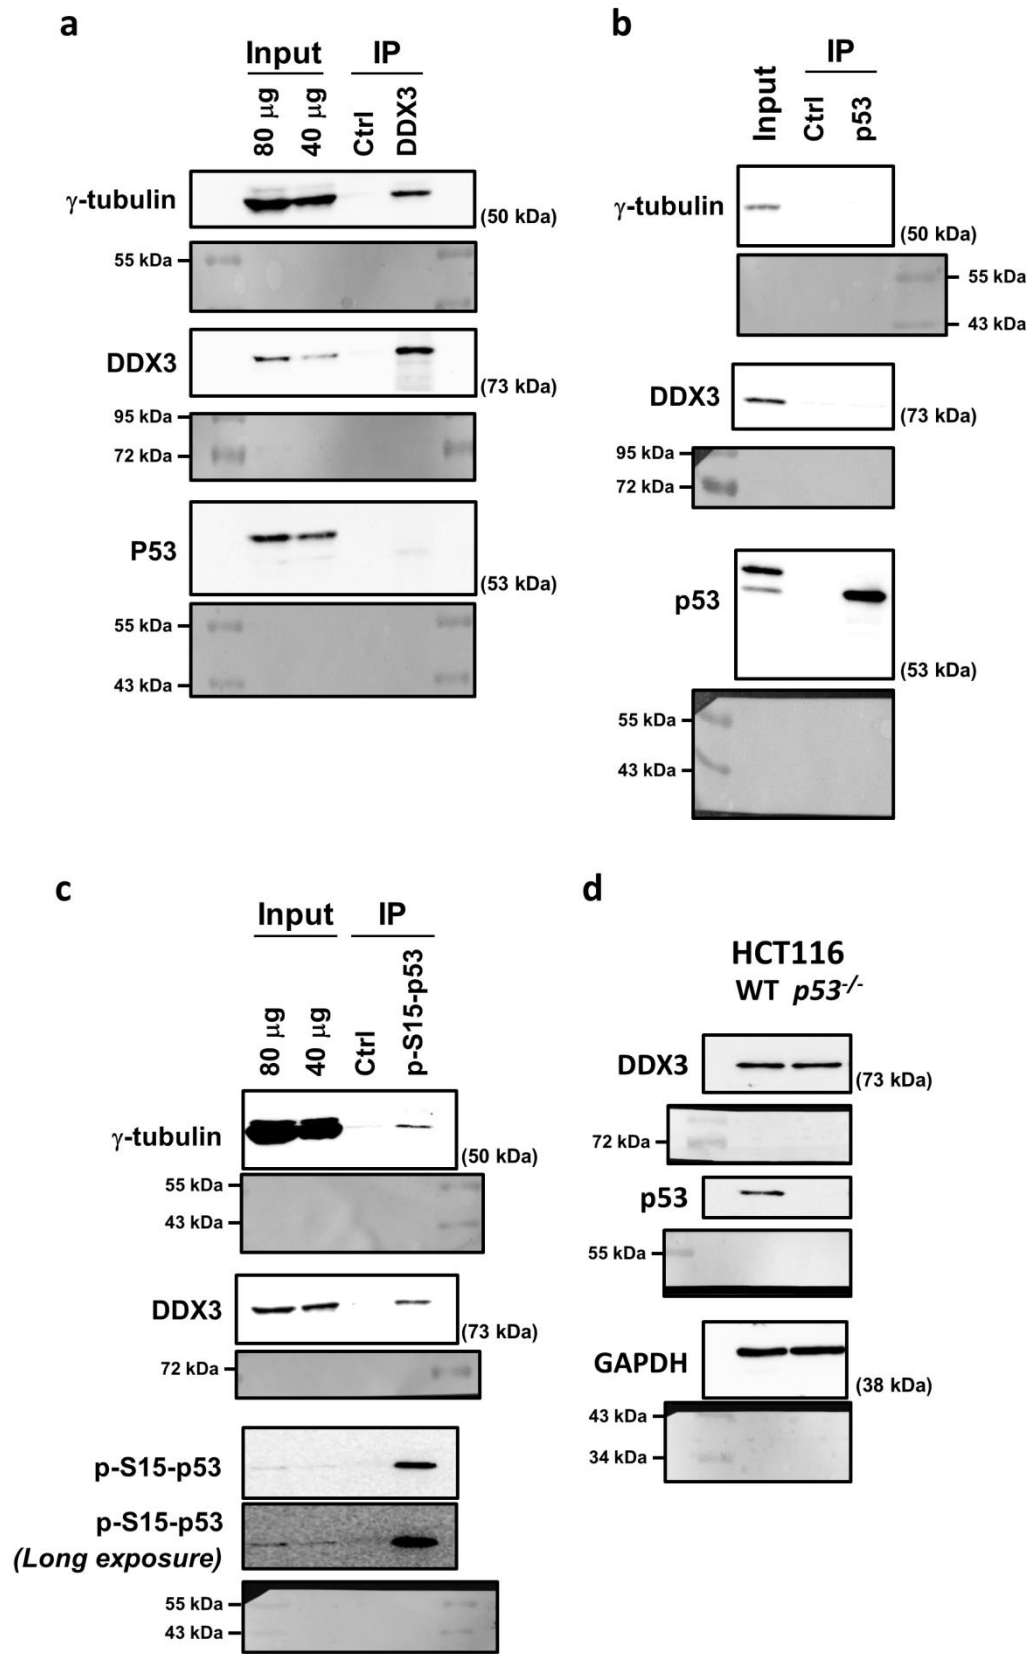 a
Input IP
80 µg 40 µg Ctrl DDX3
γ-tubulin
(50 kDa)
55 kDa
DDX3
(73 kDa)
95 kDa
72 kDa
P53
(53 kDa)
55 kDa
43 kDa
b
IP
Input Ctrl p53
γ-tubulin
(50 kDa)
55 kDa
43 kDa
DDX3
(73 kDa)
95 kDa
72 kDa
p53
(53 kDa)
55 kDa
43 kDa
c
Input IP
80 µg 40 µg Ctrl p-S15-p53
γ-tubulin
(50 kDa)
55 kDa
43 kDa
DDX3
(73 kDa)
72 kDa
p-S15-p53
p-S15-p53
(Long exposure)
55 kDa
43 kDa
d
HCT116
WT p53-/-
DDX3
(73 kDa)
72 kDa
p53
55 kDa
GAPDH
(38 kDa)
43 kDa
34 kDa